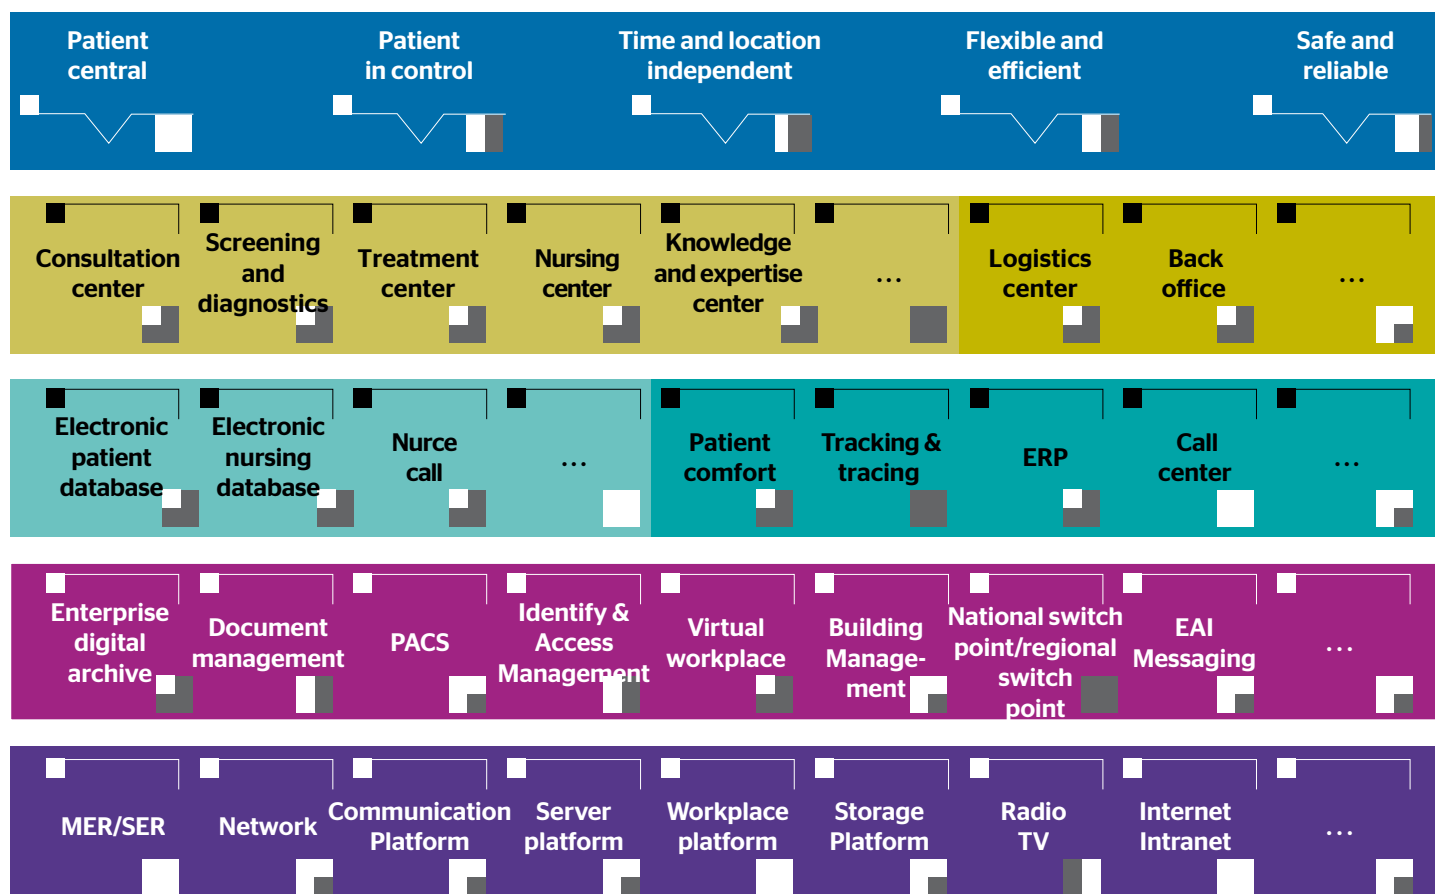 Patient
central
Patient
in control
Time and location
independent
Flexible and
efficient
Safe and
reliable
Consultation
center
Screening
and
diagnostics
Treatment
center
Nursing
center
Knowledge
and expertise
center
...
Logistics
center
Back
office
...
Electronic
patient
database
Electronic
nursing
database
Nurce
call
...
Patient
comfort
Tracking &
tracing
ERP
Call
center
...
Enterprise
digital
archive
Document
management
PACS
Identify &
Access
Management
Virtual
workplace
Building
Manage-
ment
National switch
point/regional
switch
point
EAI
Messaging
...
MER/SER
Network
Communication
Platform
Server
platform
Workplace
platform
Storage
Platform
Radio
TV
Internet
Intranet
...